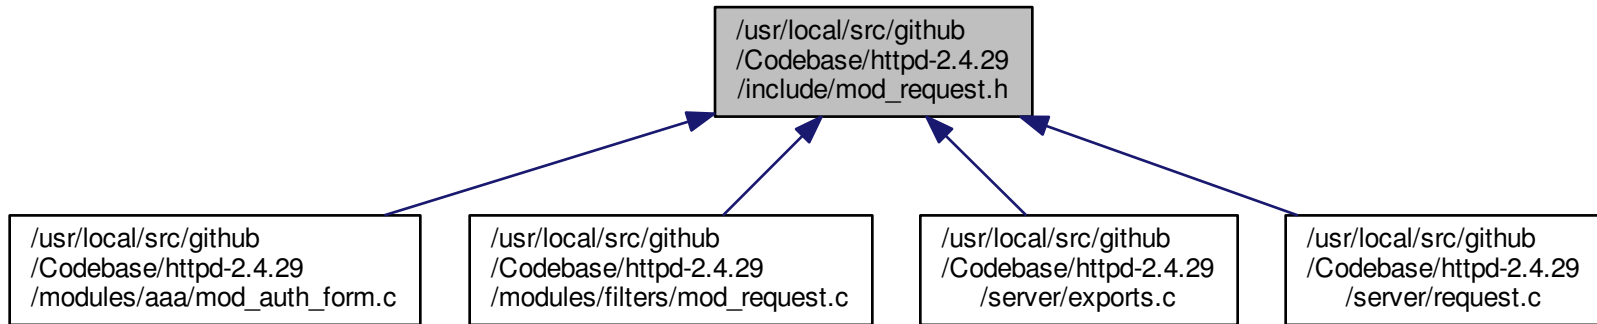 /usr/local/src/github
/Codebase/httpd-2.4.29
/include/mod_request.h
/usr/local/src/github
/Codebase/httpd-2.4.29
/modules/aaa/mod_auth_form.c
/usr/local/src/github
/Codebase/httpd-2.4.29
/modules/filters/mod_request.c
/usr/local/src/github
/Codebase/httpd-2.4.29
/server/exports.c
/usr/local/src/github
/Codebase/httpd-2.4.29
/server/request.c